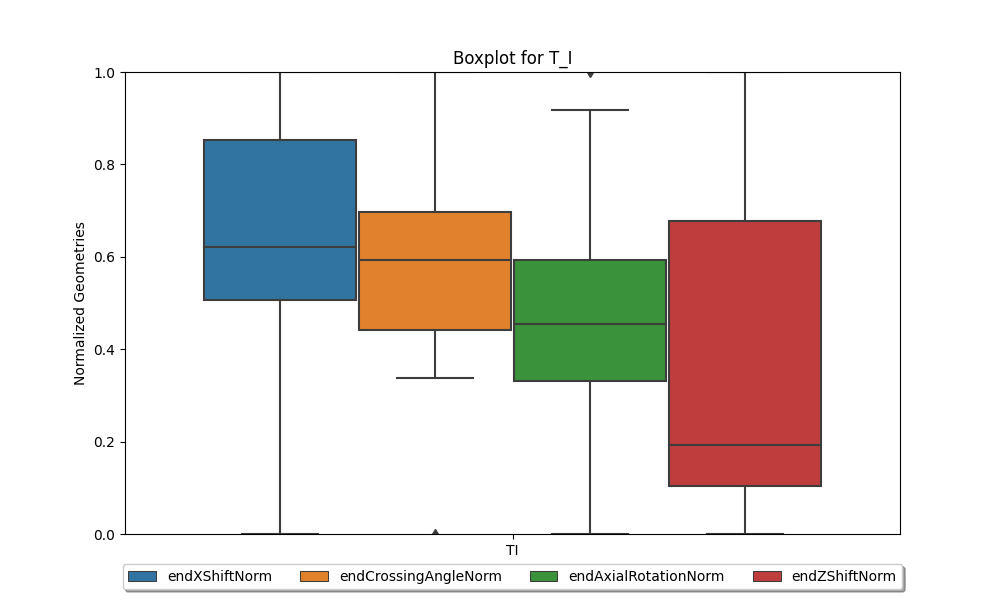 Boxplot for T_I
Normalized Geometries
1.0
0.8
0.6
0.4
0.2
0.0
TI
endXShiftNorm endCrossingAngleNorm endAxialRotationNorm endZShiftNorm